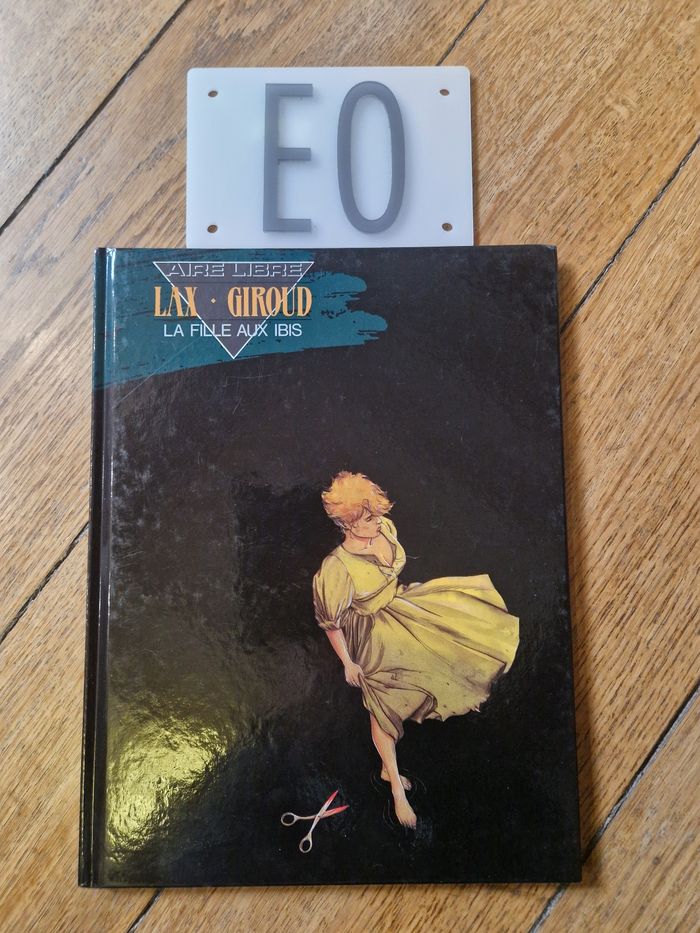 EO
AIRE LIBRE
LAX · GIROUD
LA FILLE AUX IBIS